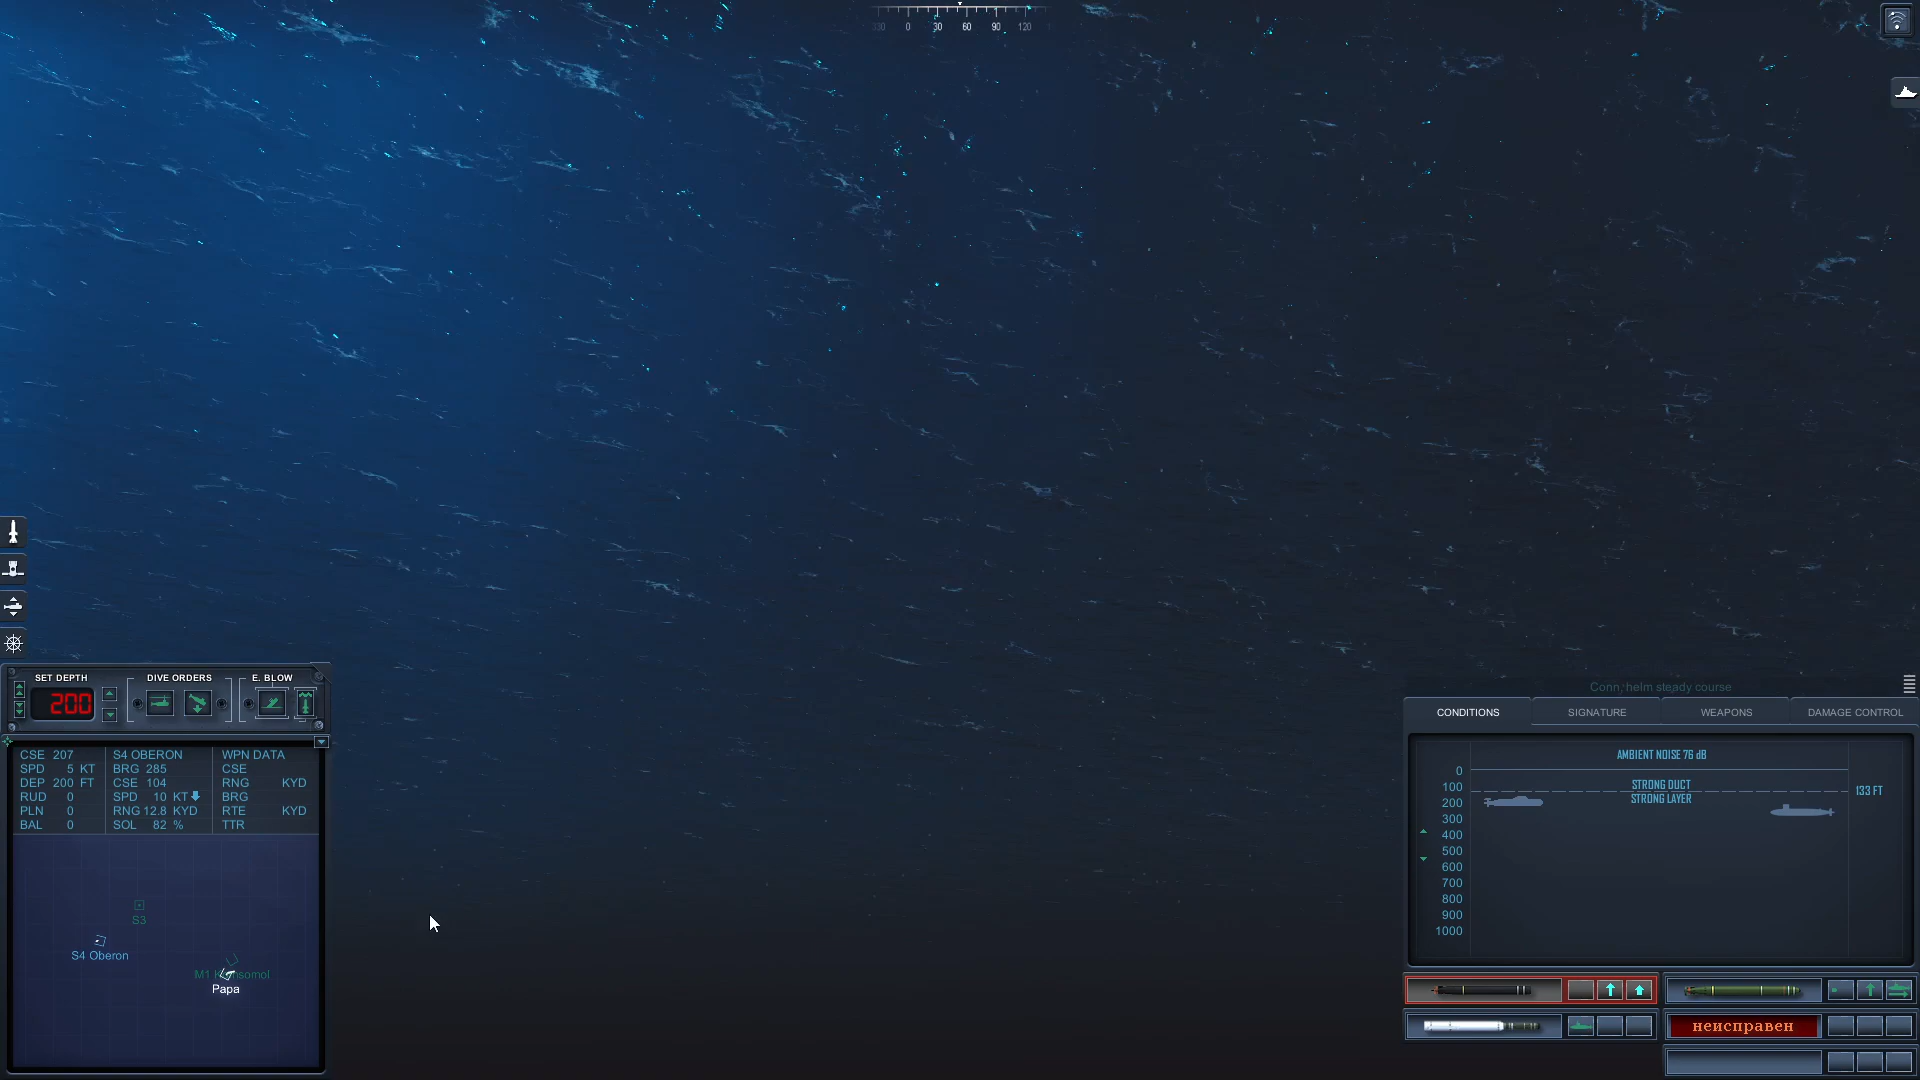 330 0 30 60 90 120
SET DEPTH
DIVE ORDERS
E. BLOW
200
CSE 207
SPD 5 KT
DEP 200 FT
RUD 0
PLN 0
BAL 0
S4 OBERON
BRG 285
CSE 104
SPD 10 KT
RNG 12.8 KYD
SOL 82 %
WPN DATA
CSE
RNG KYD
BRG
RTE KYD
TTR
S3
S4 Oberon
Papa
Conn, helm steady course
CONDITIONS
SIGNATURE
WEAPONS
DAMAGE CONTROL
AMBIENT NOISE 76 dB
0
100
200
300
400
500
600
700
800
900
1000
STRONG DUCT
STRONG LAYER
133 FT
неисправен